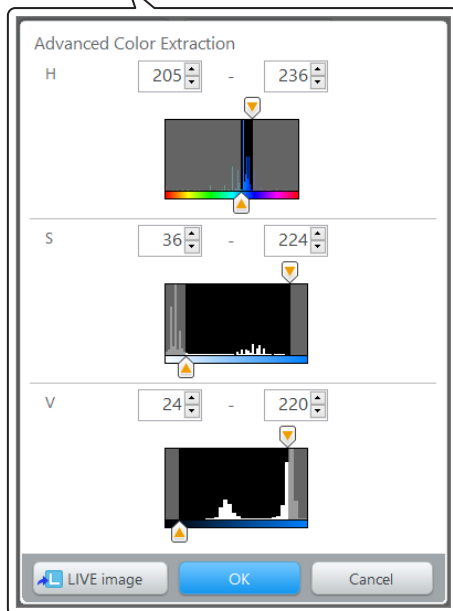 Advanced Color Extraction
H 205 - 236
S 36 - 224
V 24 - 220
L LIVE image OK Cancel